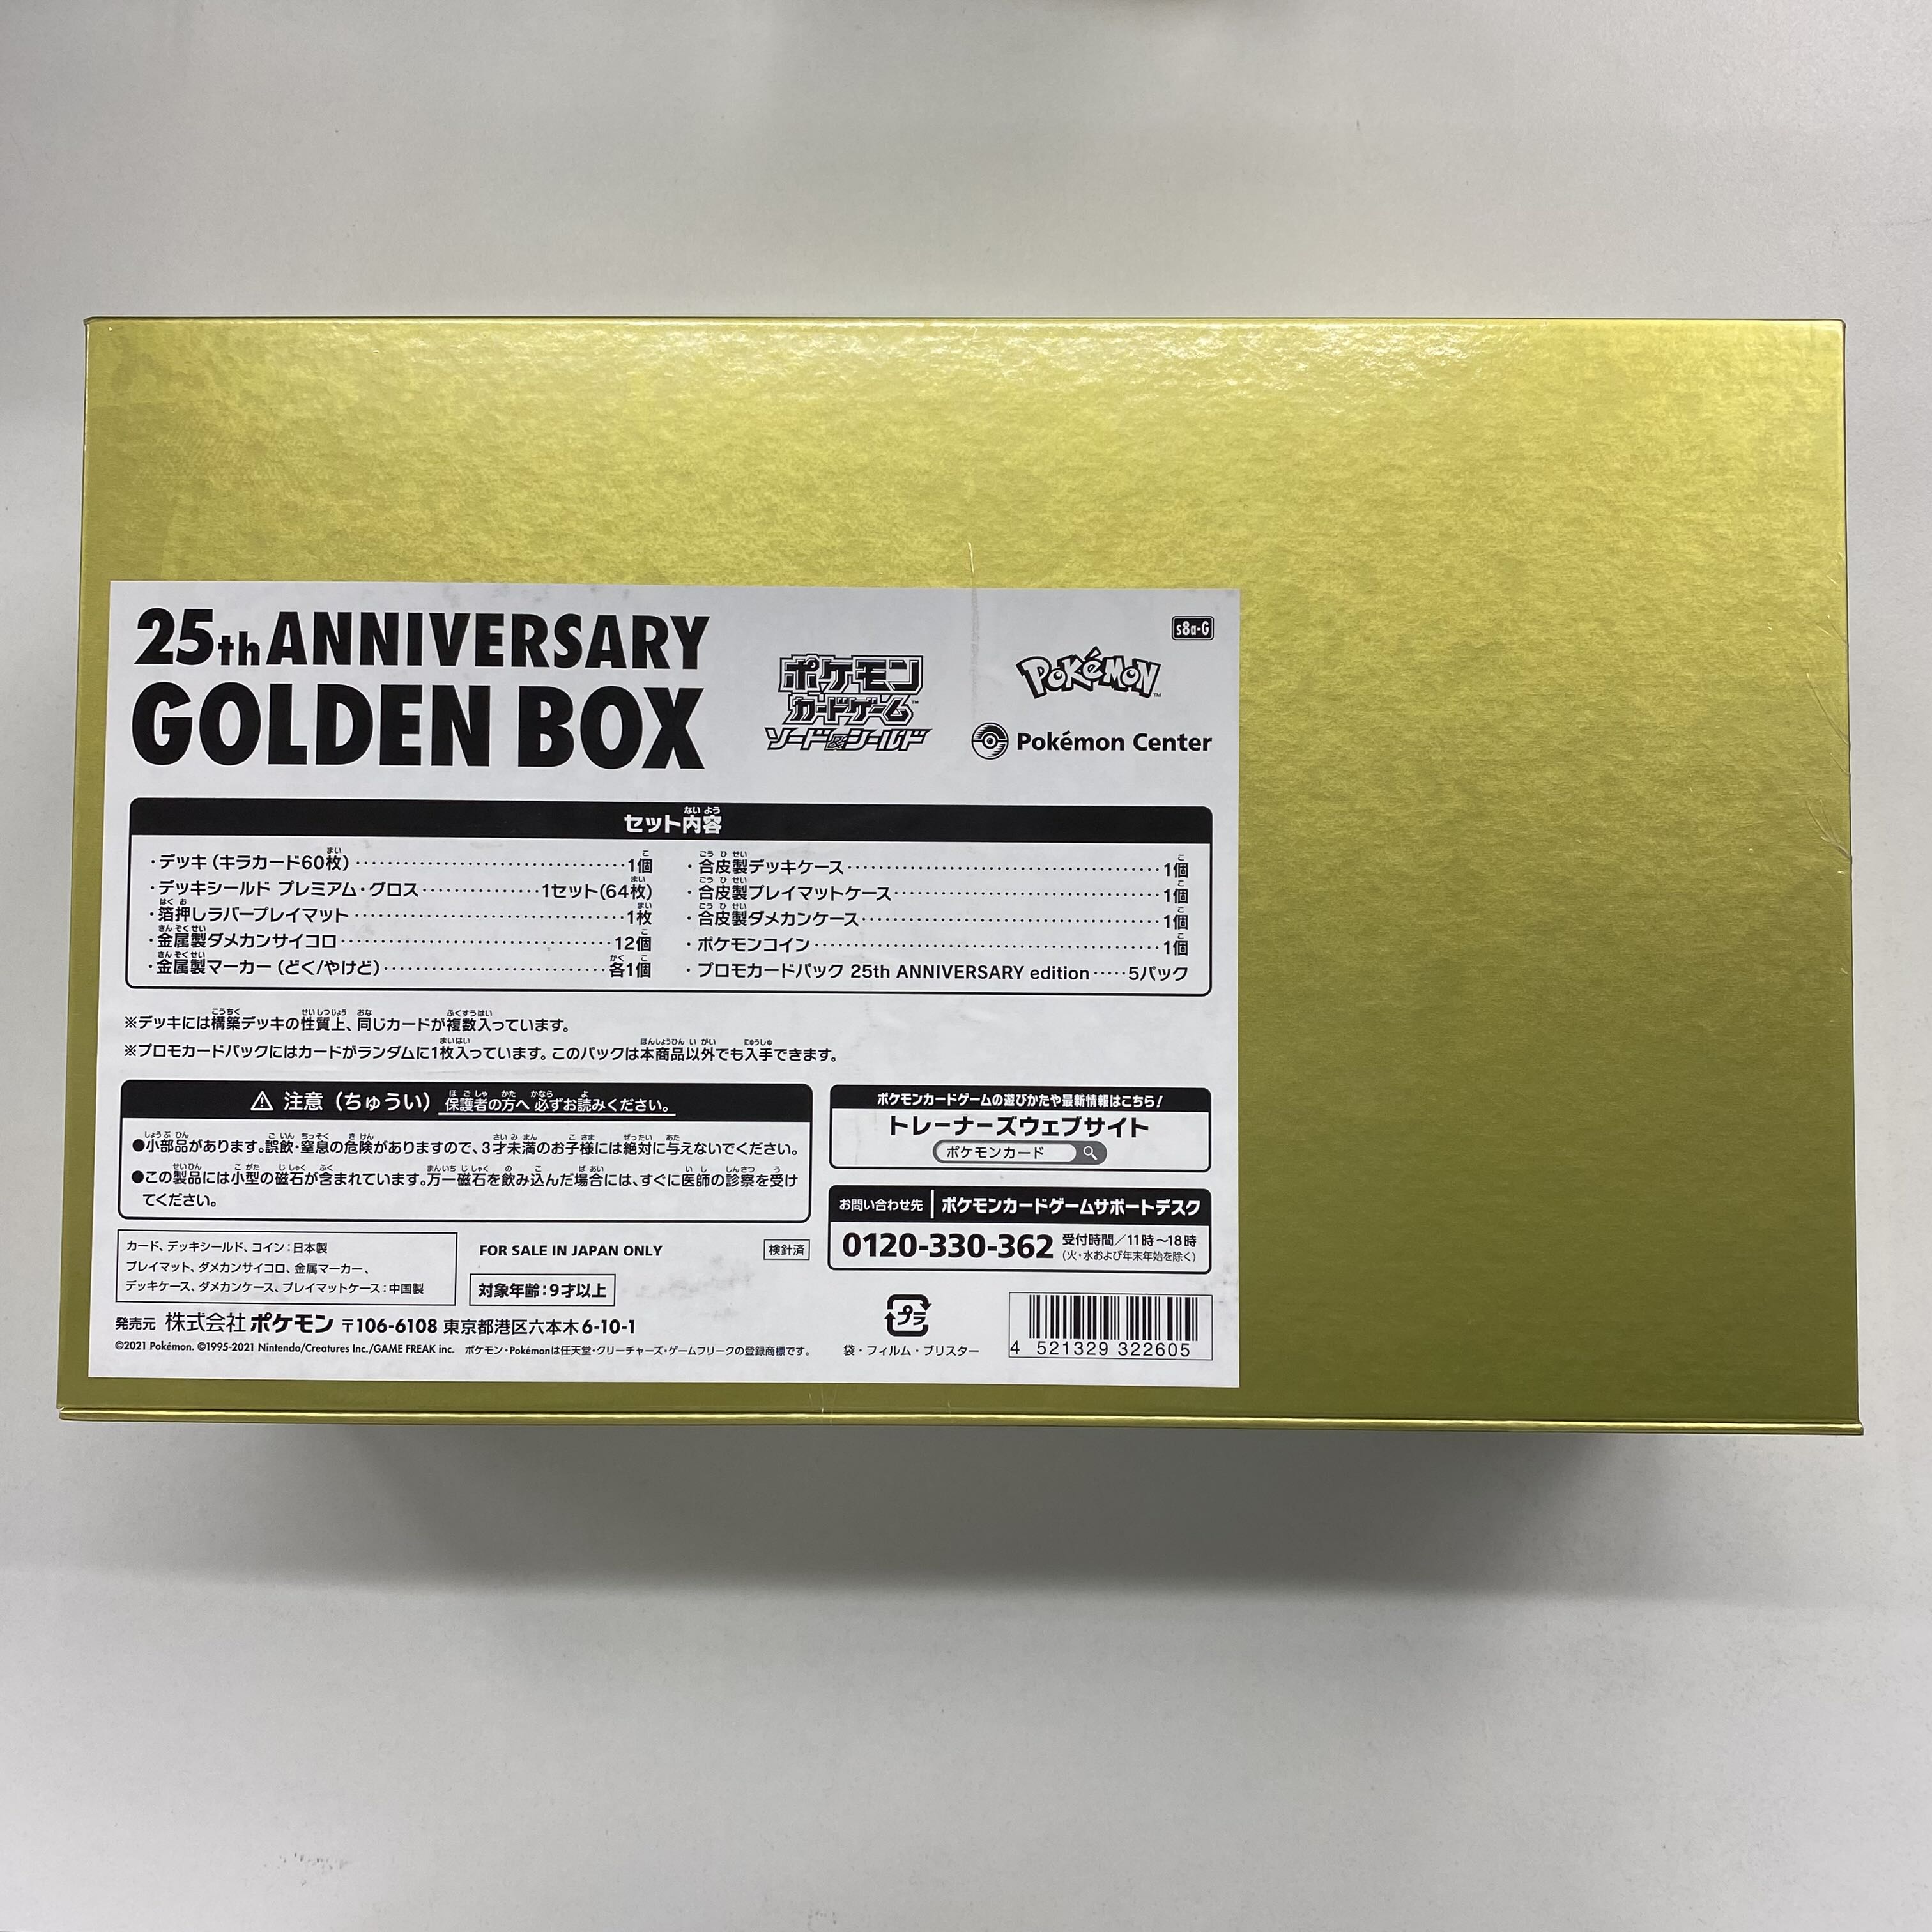 25th ANNIVERSARY
GOLDEN BOX
ポケモン
カードゲーム™
ソード&シールド
s8a-G
POKéMON™
Pokémon Center
セット内容
ないよう
・デッキ(キラカード60枚)……1個
・デッキシールド プレミアム・グロス……1セット(64枚)
・箔押しラバープレイマット……1枚
・金属製ダメカンサイコロ……12個
・金属製マーカー(どく/やけど)……各1個
・合皮製デッキケース……1個
・合皮製プレイマットケース……1個
・合皮製ダメカンケース……1個
・ポケモンコイン……1個
・プロモカードパック 25th ANNIVERSARY edition……5パック
※デッキには構築デッキの性質上、同じカードが複数入っています。
※プロモカードパックにはカードがランダムに1枚入っています。このパックは本商品以外でも入手できます。
⚠ 注意(ちゅうい) 保護者の方へ 必ずお読みください。
●小部品があります。誤飲・窒息の危険がありますので、3才未満のお子様には絶対に与えないでください。
●この製品には小型の磁石が含まれています。万一磁石を飲み込んだ場合には、すぐに医師の診察を受け
てください。
ポケモンカードゲームの遊びかたや最新情報はこちら!
トレーナーズウェブサイト
ポケモンカード
お問い合わせ先 ポケモンカードゲームサポートデスク
0120-330-362 受付時間/11時〜18時
(火・水および年末年始を除く)
カード、デッキシールド、コイン:日本製
プレイマット、ダメカンサイコロ、金属マーカー、
デッキケース、ダメカンケース、プレイマットケース:中国製
FOR SALE IN JAPAN ONLY
検針済
対象年齢:9才以上
発売元 株式会社ポケモン 〒106-6108 東京都港区六本木6-10-1
©2021 Pokémon. ©1995-2021 Nintendo/Creatures Inc./GAME FREAK inc. ポケモン・Pokémonは任天堂・クリーチャーズ・ゲームフリークの登録商標です。
プラ
袋・フィルム・ブリスター
4 521329 322605